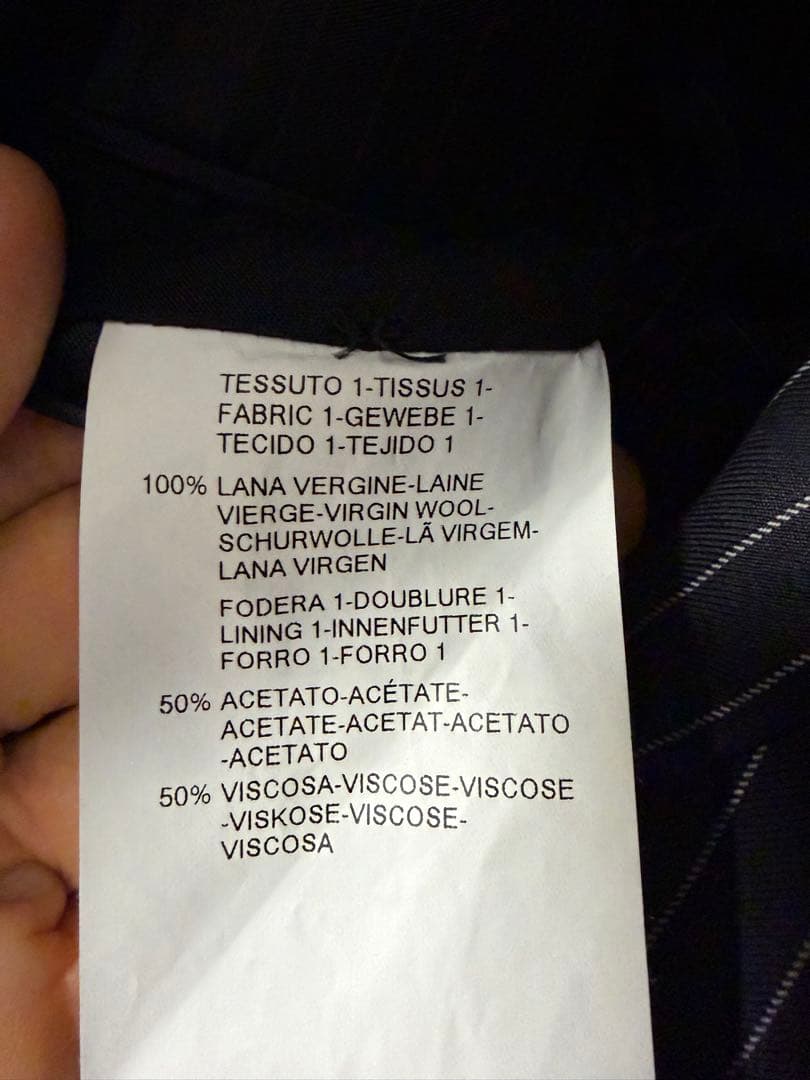 TESSUTO 1-TISSUS 1-
FABRIC 1-GEWEBE 1-
TECIDO 1-TEJIDO 1
100% LANA VERGINE-LAINE
VIERGE-VIRGIN WOOL-
SCHURWOLLE-LÃ VIRGEM-
LANA VIRGEN
FODERA 1-DOUBLURE 1-
LINING 1-INNENFUTTER 1-
FORRO 1-FORRO 1
50% ACETATO-ACÉTATE-
ACETATE-ACETAT-ACETATO
-ACETATO
50% VISCOSA-VISCOSE-VISCOSE
-VISKOSE-VISCOSE-
VISCOSA